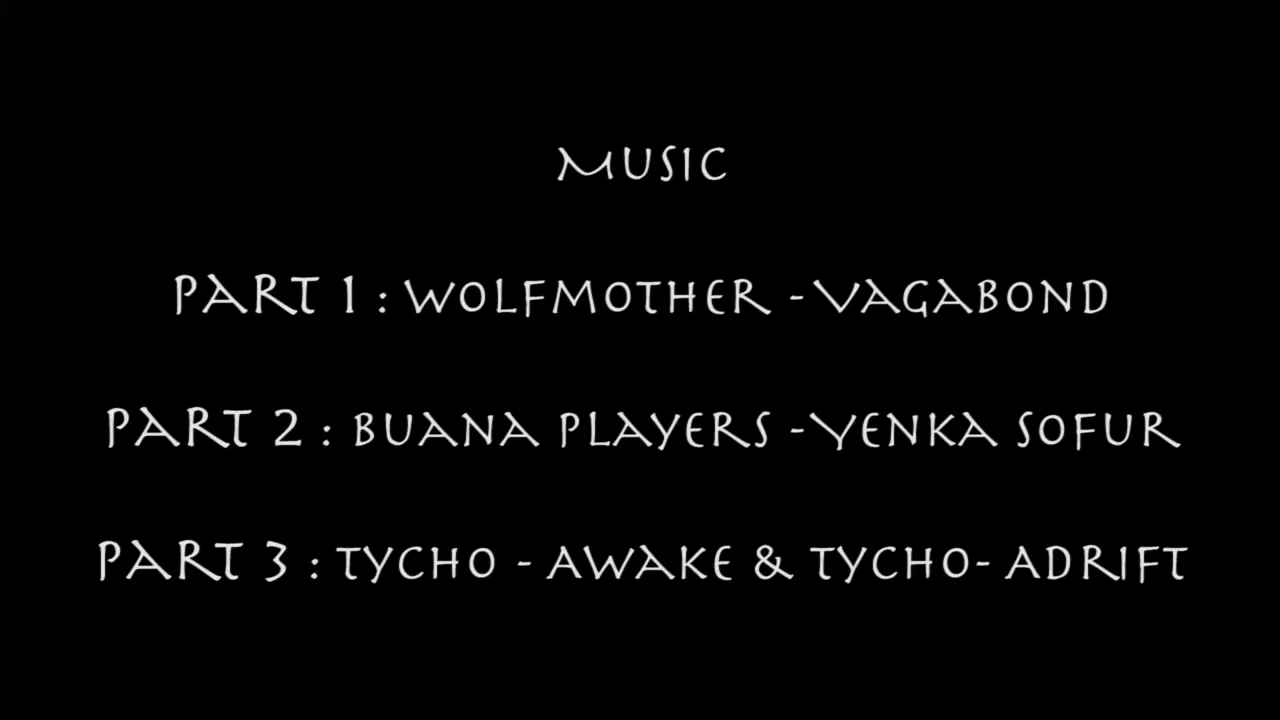 MUSIC
PART 1 : WOLFMOTHER - VAGABOND
PART 2 : BUANA PLAYERS - YENKA SOFUR
PART 3 : TYCHO - AWAKE & TYCHO- ADRIFT